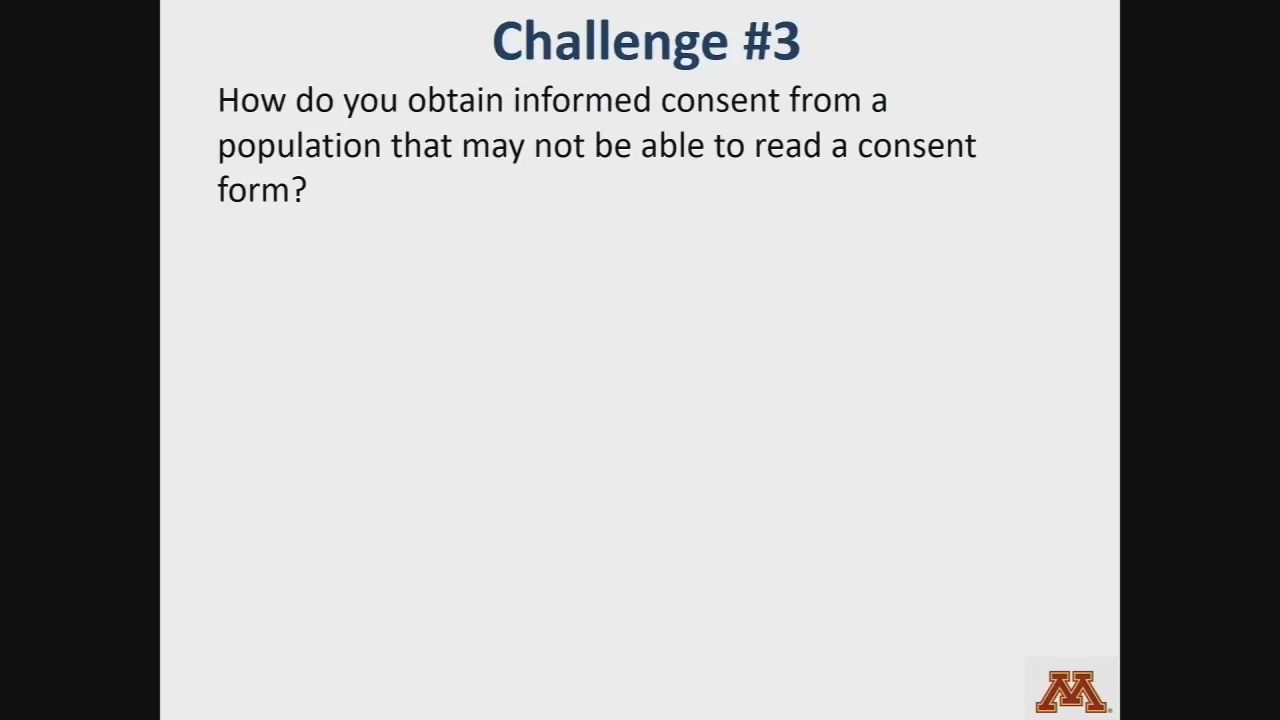 Challenge #3
How do you obtain informed consent from a
population that may not be able to read a consent
form?
M